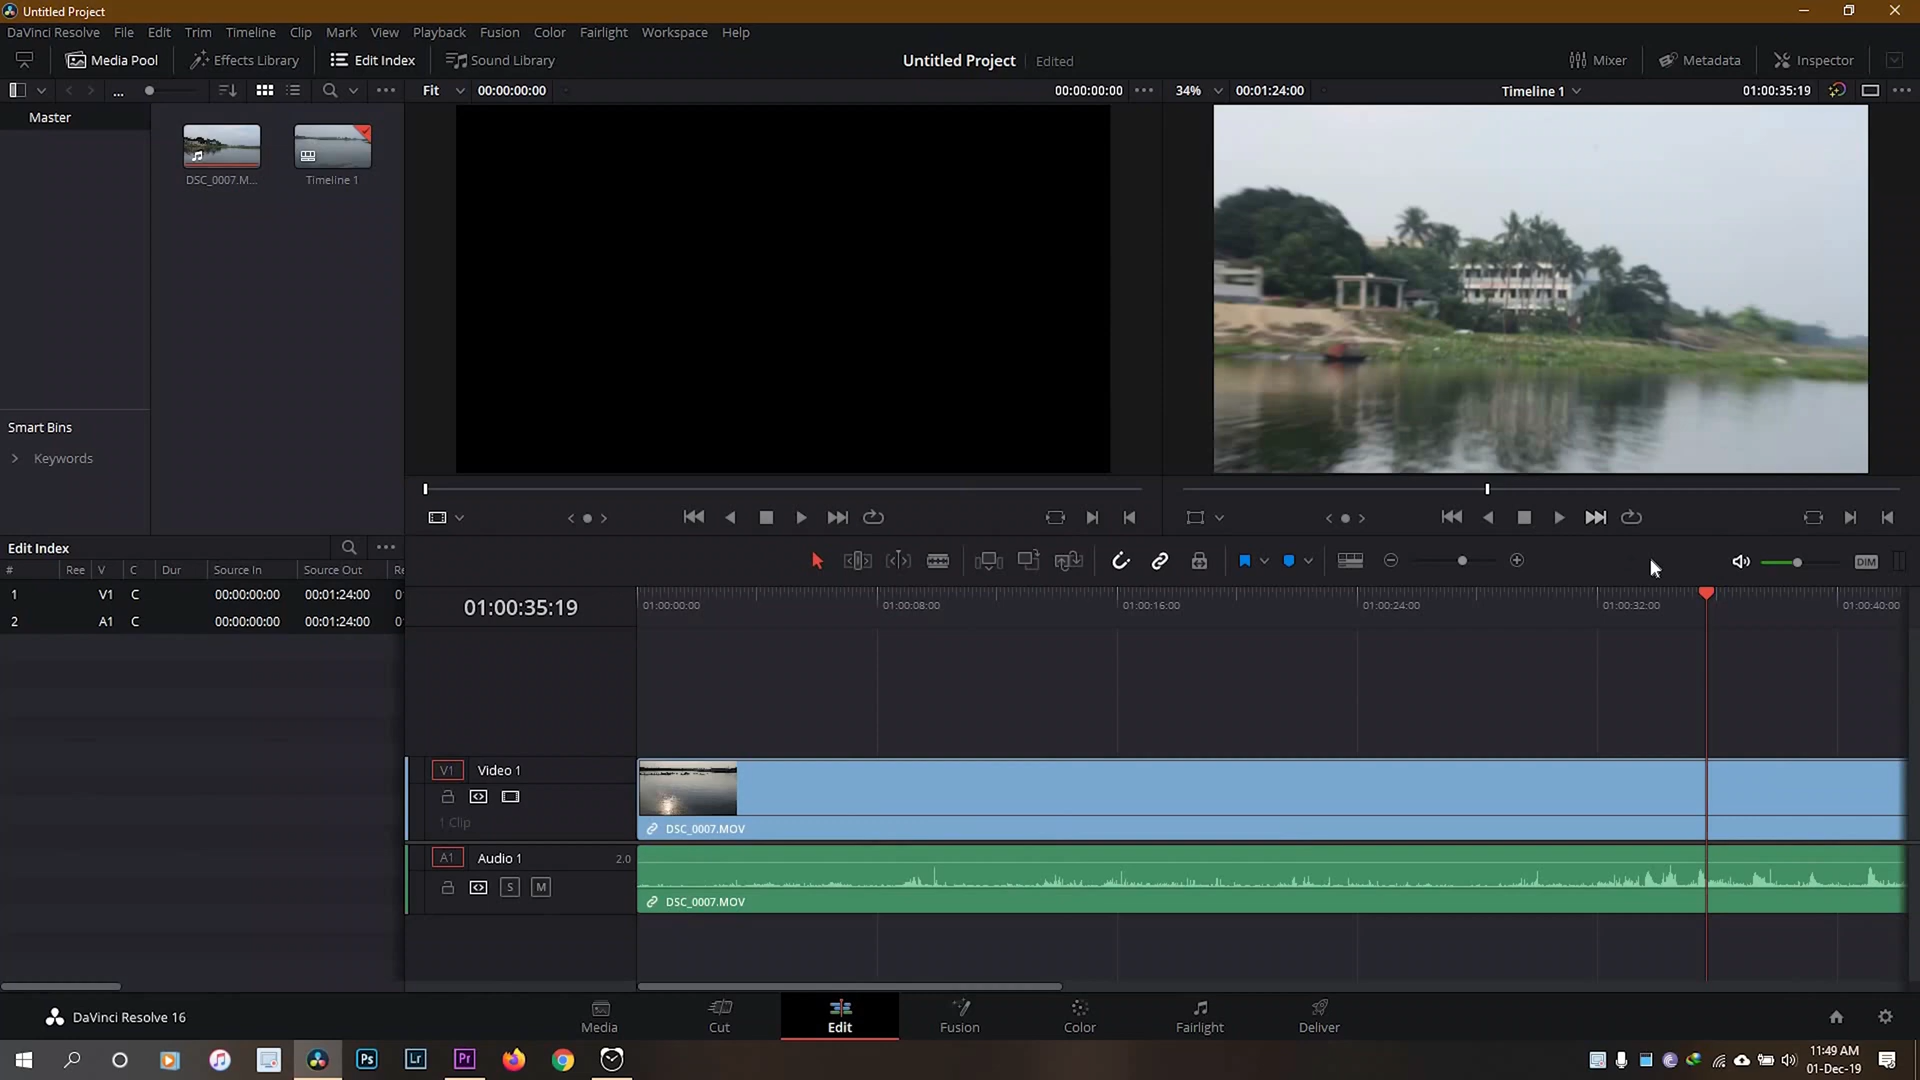 Untitled Project
DaVinci Resolve File Edit Trim Timeline Clip Mark View Playback Fusion Color Fairlight Workspace Help
Media Pool Effects Library Edit Index Sound Library Untitled Project Edited Mixer Metadata Inspector
... Fit 00:00:00:00 00:00:00:00 34% 00:01:24:00 Timeline 1 01:00:35:19
Master
DSC_0007.M... Timeline 1
Smart Bins
Keywords
Edit Index
# Ree V C Dur Source In Source Out
1 V1 C 00:00:00:00 00:01:24:00
2 A1 C 00:00:00:00 00:01:24:00
DIM
01:00:35:19 01:00:00:00 01:00:08:00 01:00:16:00 01:00:24:00 01:00:32:00 01:00:40:00
V1 Video 1
1 Clip
DSC_0007.MOV
A1 Audio 1 2.0
S M
DSC_0007.MOV
DaVinci Resolve 16 Media Cut Edit Fusion Color Fairlight Deliver
Ps Lr Pr
11:49 AM
01-Dec-19